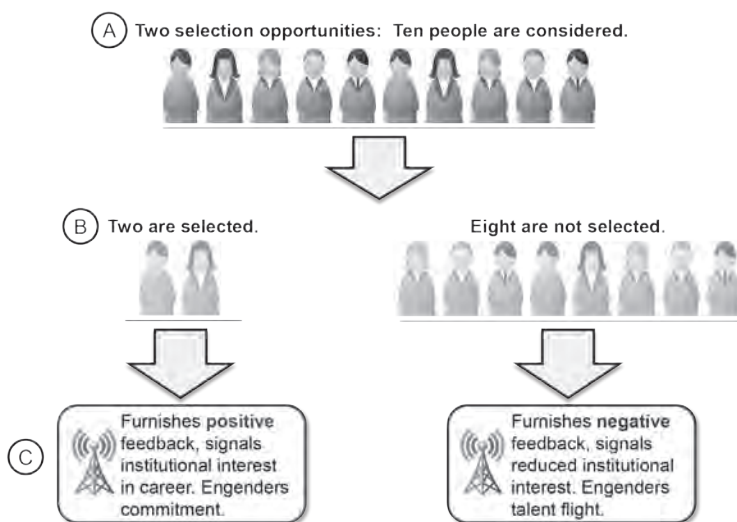 A Two selection opportunities: Ten people are considered.
B Two are selected.
Eight are not selected.
C
Furnishes positive
feedback, signals
institutional interest
in career. Engenders
commitment.
Furnishes negative
feedback, signals
reduced institutional
interest. Engenders
talent flight.